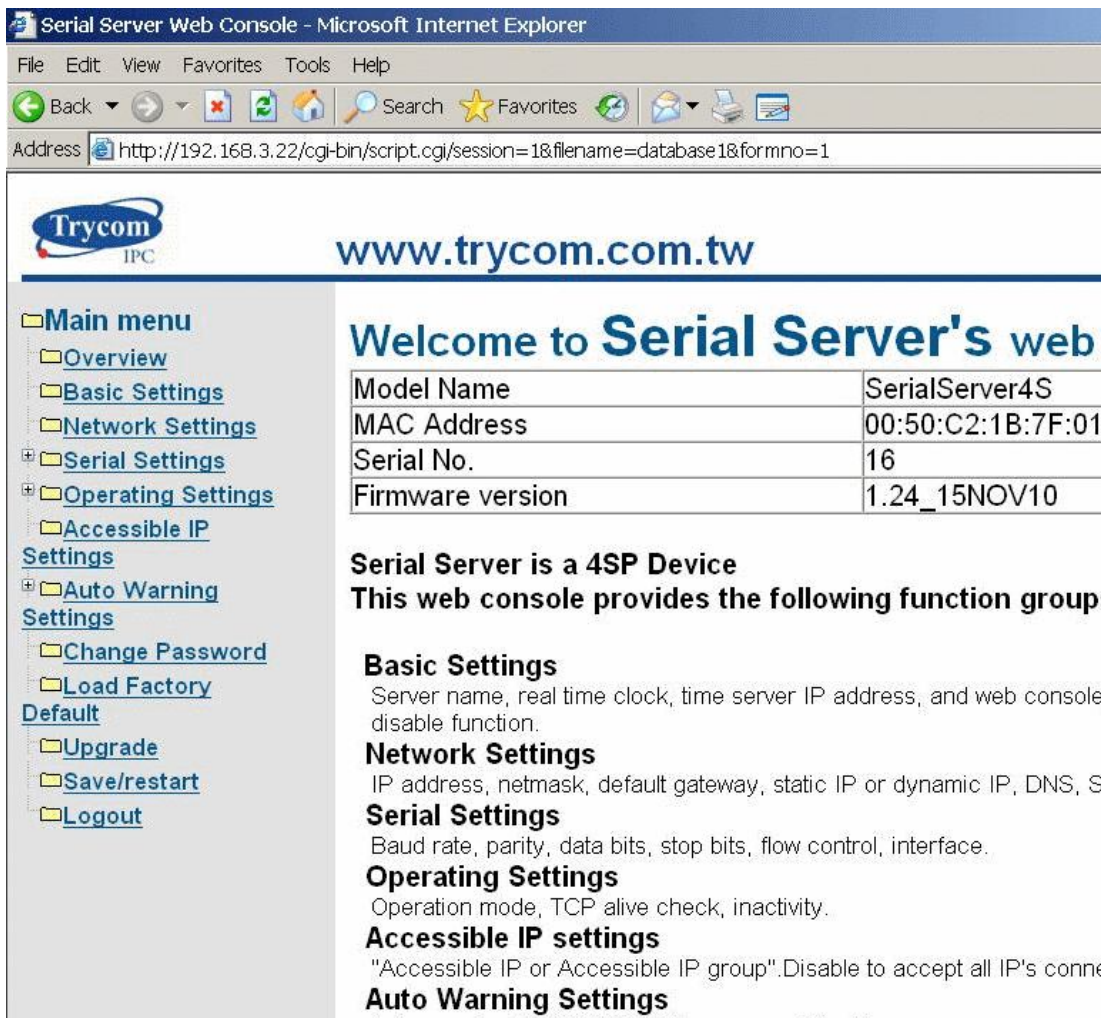 Serial Server Web Console - Microsoft Internet Explorer
File Edit View Favorites Tools Help
Back Search Favorites
Address http://192.168.3.22/cgi-bin/script.cgi/session=1&filename=database1&formno=1
Trycom
IPC
www.trycom.com.tw
Main menu
Overview
Basic Settings
Network Settings
Serial Settings
Operating Settings
Accessible IP
Settings
Auto Warning
Settings
Change Password
Load Factory
Default
Upgrade
Save/restart
Logout
Welcome to Serial Server's web
Model Name SerialServer4S
MAC Address 00:50:C2:1B:7F:01
Serial No. 16
Firmware version 1.24_15NOV10
Serial Server is a 4SP Device
This web console provides the following function group
Basic Settings
Server name, real time clock, time server IP address, and web console
disable function.
Network Settings
IP address, netmask, default gateway, static IP or dynamic IP, DNS, S
Serial Settings
Baud rate, parity, data bits, stop bits, flow control, interface.
Operating Settings
Operation mode, TCP alive check, inactivity.
Accessible IP settings
"Accessible IP or Accessible IP group".Disable to accept all IP's conne
Auto Warning Settings